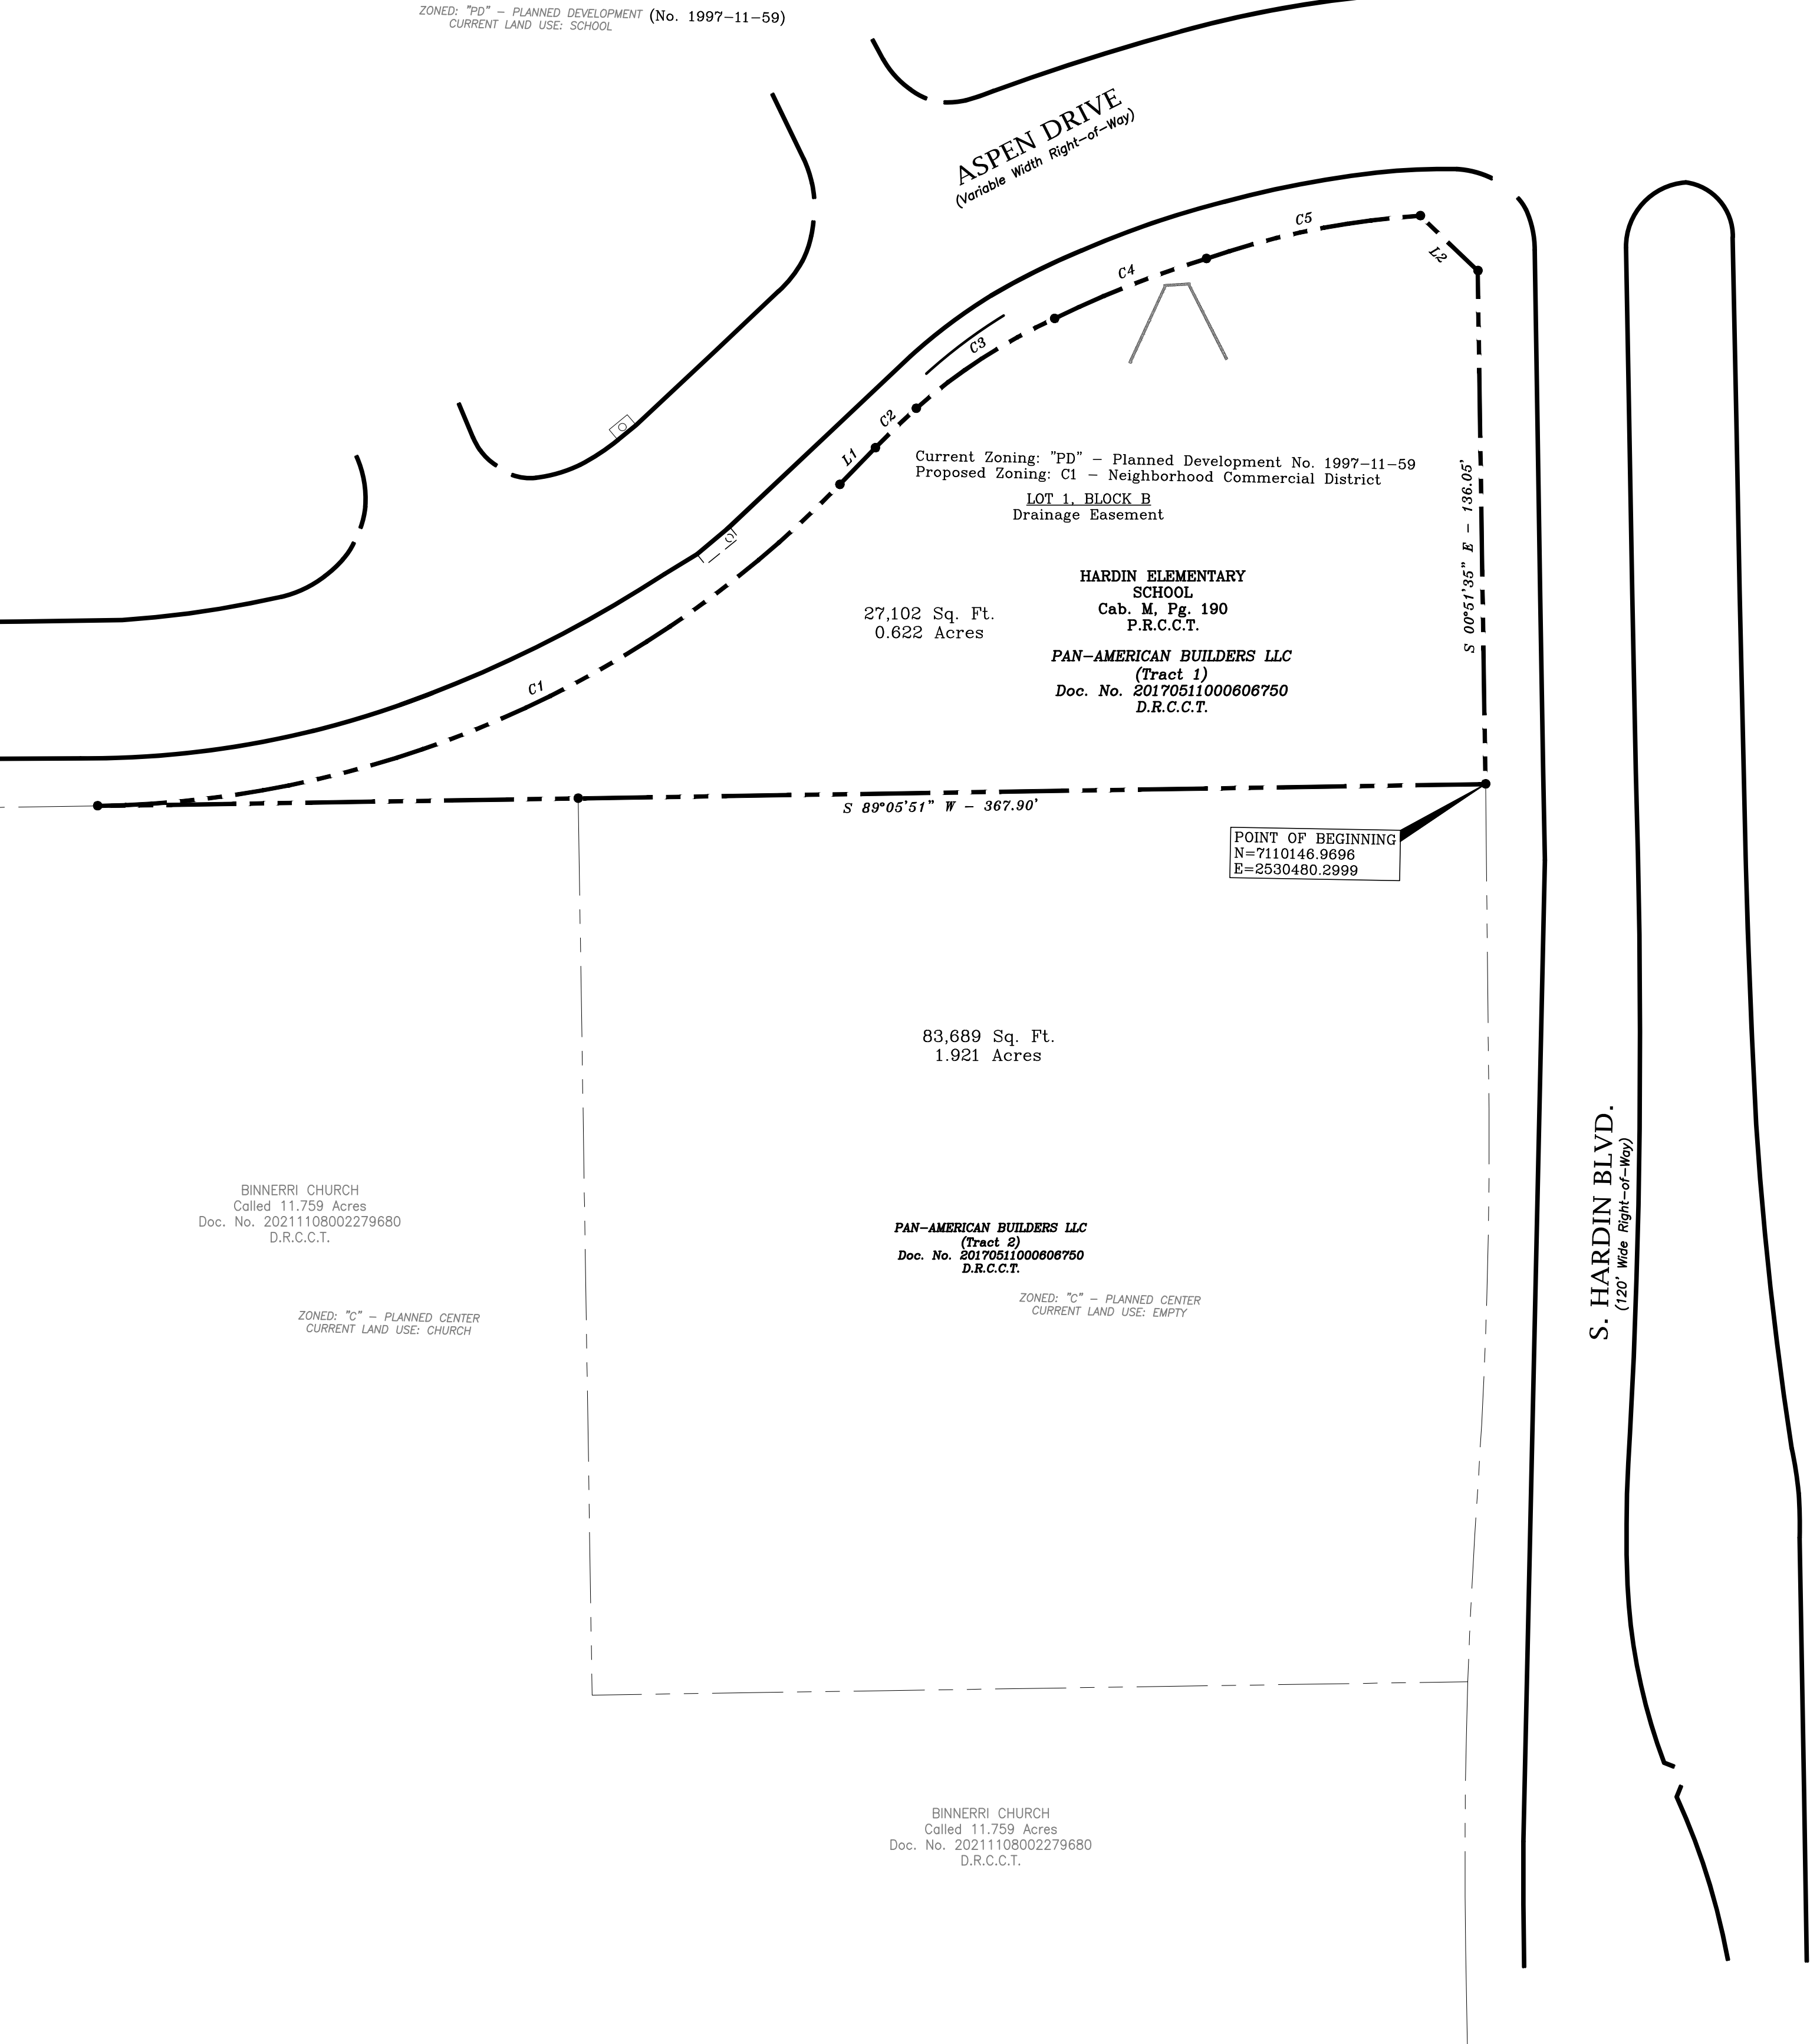 ZONED: "PD" – PLANNED DEVELOPMENT (No. 1997–11–59)
CURRENT LAND USE: SCHOOL
ASPEN DRIVE
(Variable Width Right–of–Way)
C5
L2
C4
C3
C2
L1
Current Zoning: "PD" – Planned Development No. 1997–11–59
Proposed Zoning: C1 – Neighborhood Commercial District
LOT 1, BLOCK B
Drainage Easement
S 00°51'35" E – 136.05'
HARDIN ELEMENTARY
SCHOOL
Cab. M, Pg. 190
P.R.C.C.T.
27,102 Sq. Ft.
0.622 Acres
PAN–AMERICAN BUILDERS LLC
(Tract 1)
Doc. No. 20170511000606750
D.R.C.C.T.
C1
S 89°05'51" W – 367.90'
POINT OF BEGINNING
N=7110146.9696
E=2530480.2999
83,689 Sq. Ft.
1.921 Acres
S. HARDIN BLVD.
(120' Wide Right–of–Way)
BINNERRI CHURCH
Called 11.759 Acres
Doc. No. 20211108002279680
D.R.C.C.T.
PAN–AMERICAN BUILDERS LLC
(Tract 2)
Doc. No. 20170511000606750
D.R.C.C.T.
ZONED: "C" – PLANNED CENTER
CURRENT LAND USE: EMPTY
ZONED: "C" – PLANNED CENTER
CURRENT LAND USE: CHURCH
BINNERRI CHURCH
Called 11.759 Acres
Doc. No. 20211108002279680
D.R.C.C.T.